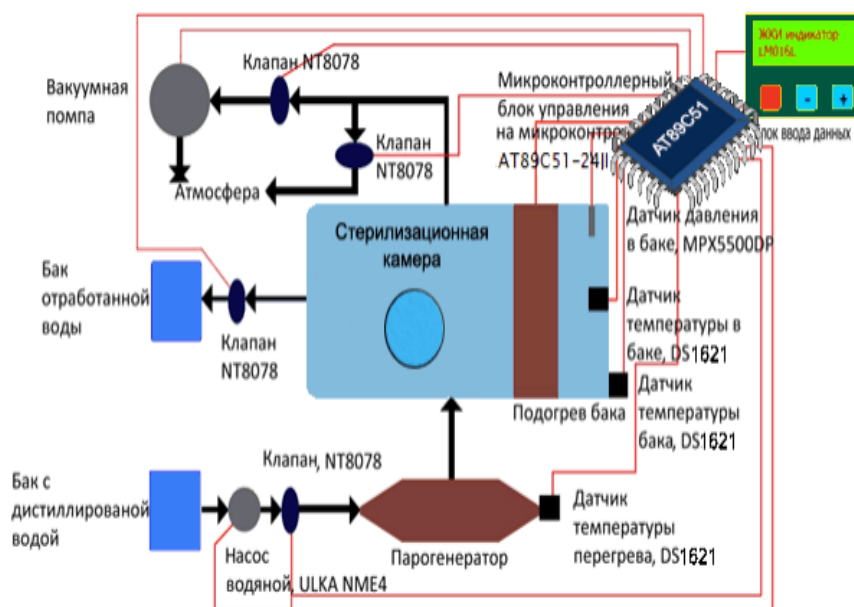 ЖКИ индикатор
LM016L
- +
Блок ввода данных
Клапан NT8078
Вакуумная
помпа
Микроконтроллерный
блок управления
на микроконтр
AT89C51-24JI
AT89C51
Клапан
NT8078
Атмосфера
Стерилизационная
камера
Датчик давления
в баке, MPX5500DP
Бак
отработанной
воды
Клапан
NT8078
Датчик
температуры в
баке, DS1621
Подогрев бака
Датчик
температуры
бака, DS1621
Клапан, NT8078
Бак с
дистиллированой
водой
Насос
водяной, ULKA NME4
Парогенератор
Датчик
температуры
перегрева, DS1621